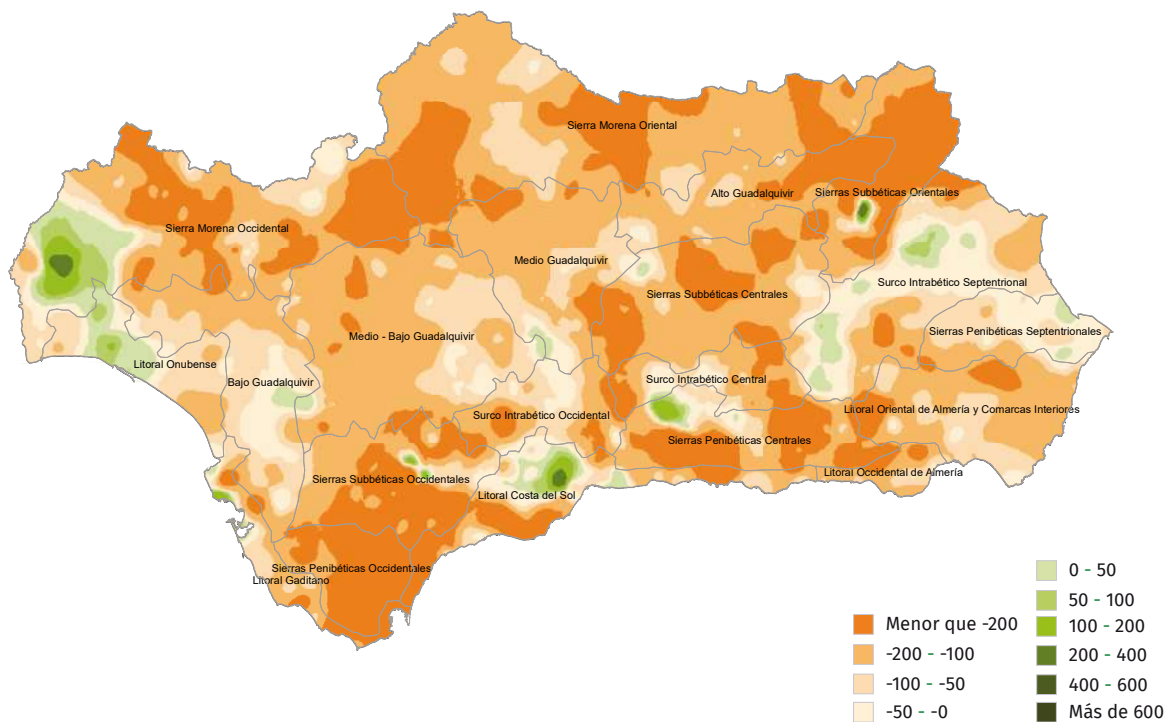 Sierra Morena Oriental
Alto Guadalquivir
Sierras Subbéticas Orientales
Sierra Morena Occidental
Medio Guadalquivir
Surco Intrabético Septentrional
Sierras Subbéticas Centrales
Sierras Penibéticas Septentrionales
Medio - Bajo Guadalquivir
Litoral Onubense
Bajo Guadalquivir
Surco Intrabético Central
Litoral Oriental de Almería y Comarcas Interiores
Surco Intrabético Occidental
Sierras Penibéticas Centrales
Litoral Occidental de Almería
Sierras Subbéticas Occidentales
Litoral Costa del Sol
Sierras Penibéticas Occidentales
Litoral Gaditano
Menor que -200
-200 - -100
-100 - -50
-50 - -0
0 - 50
50 - 100
100 - 200
200 - 400
400 - 600
Más de 600